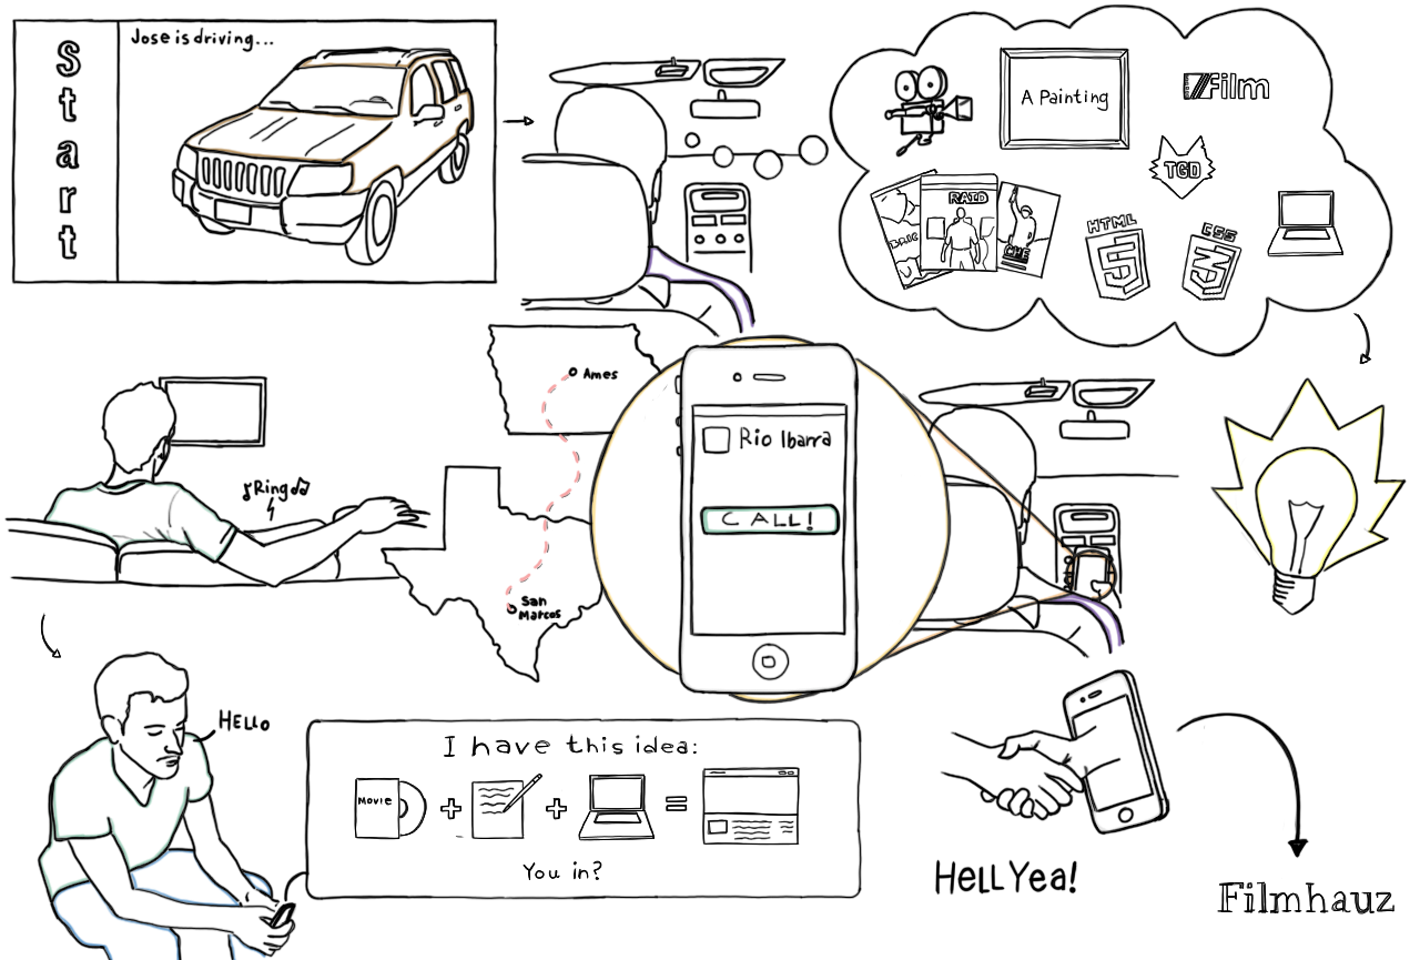 Start
Jose is driving...
A Painting
7Film
TGD
RAID
CHE
HTML
5
CSS
3
Rio Ibarra
CALL!
Ames
San
Marcos
Ring
Hello
I have this idea:
Movie
+ + =
You in?
Hell Yea!
Filmhauz